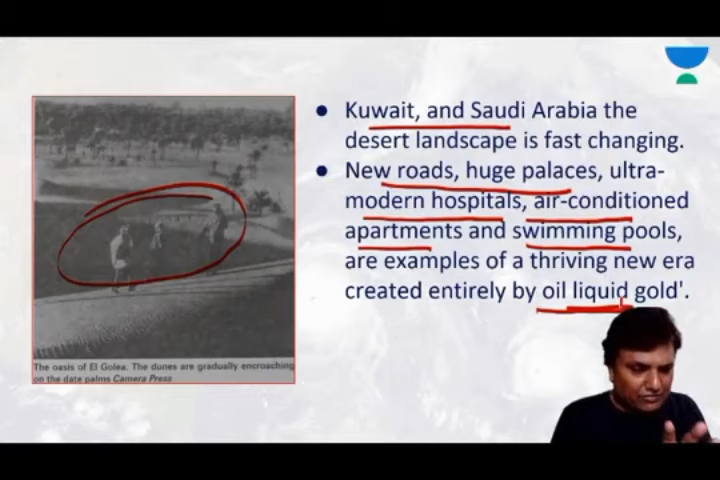 ● Kuwait, and Saudi Arabia the
desert landscape is fast changing.
● New roads, huge palaces, ultra-
modern hospitals, air-conditioned
apartments and swimming pools,
are examples of a thriving new era
created entirely by oil liquid gold'.
The oasis of El Golea. The dunes are gradually encroaching
on the date palms Camera Press